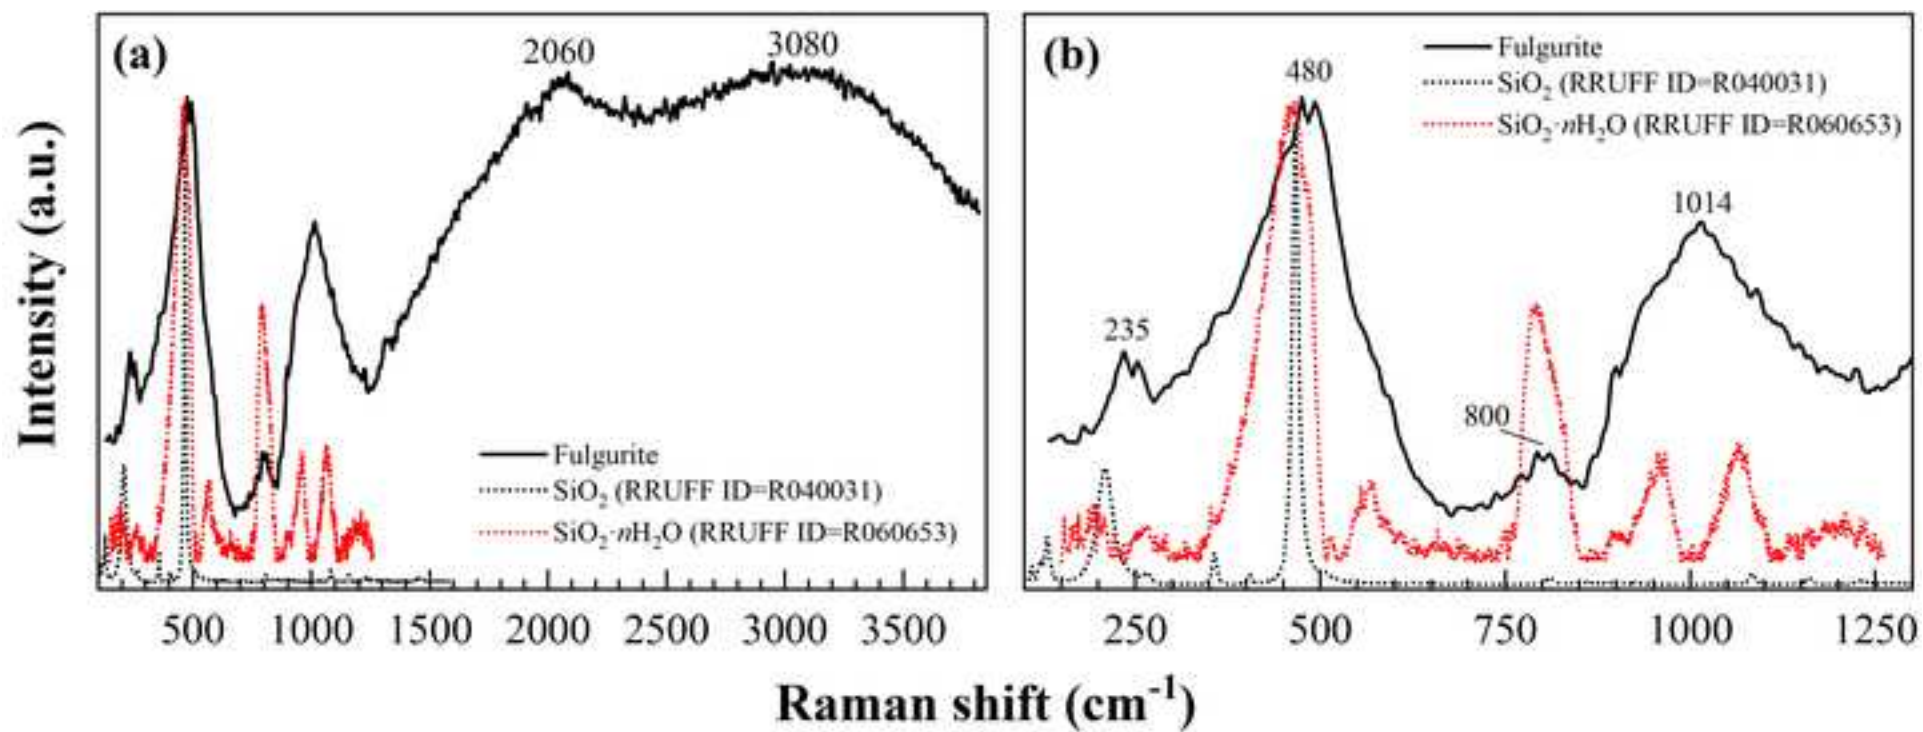 Intensity (a.u.)
(a)
2060
3080
Fulgurite
SiO₂ (RRUFF ID=R040031)
SiO₂·nH₂O (RRUFF ID=R060653)
500 1000 1500 2000 2500 3000 3500
(b)
Fulgurite
SiO₂ (RRUFF ID=R040031)
SiO₂·nH₂O (RRUFF ID=R060653)
480
1014
235
800
250 500 750 1000 1250
Raman shift (cm⁻¹)